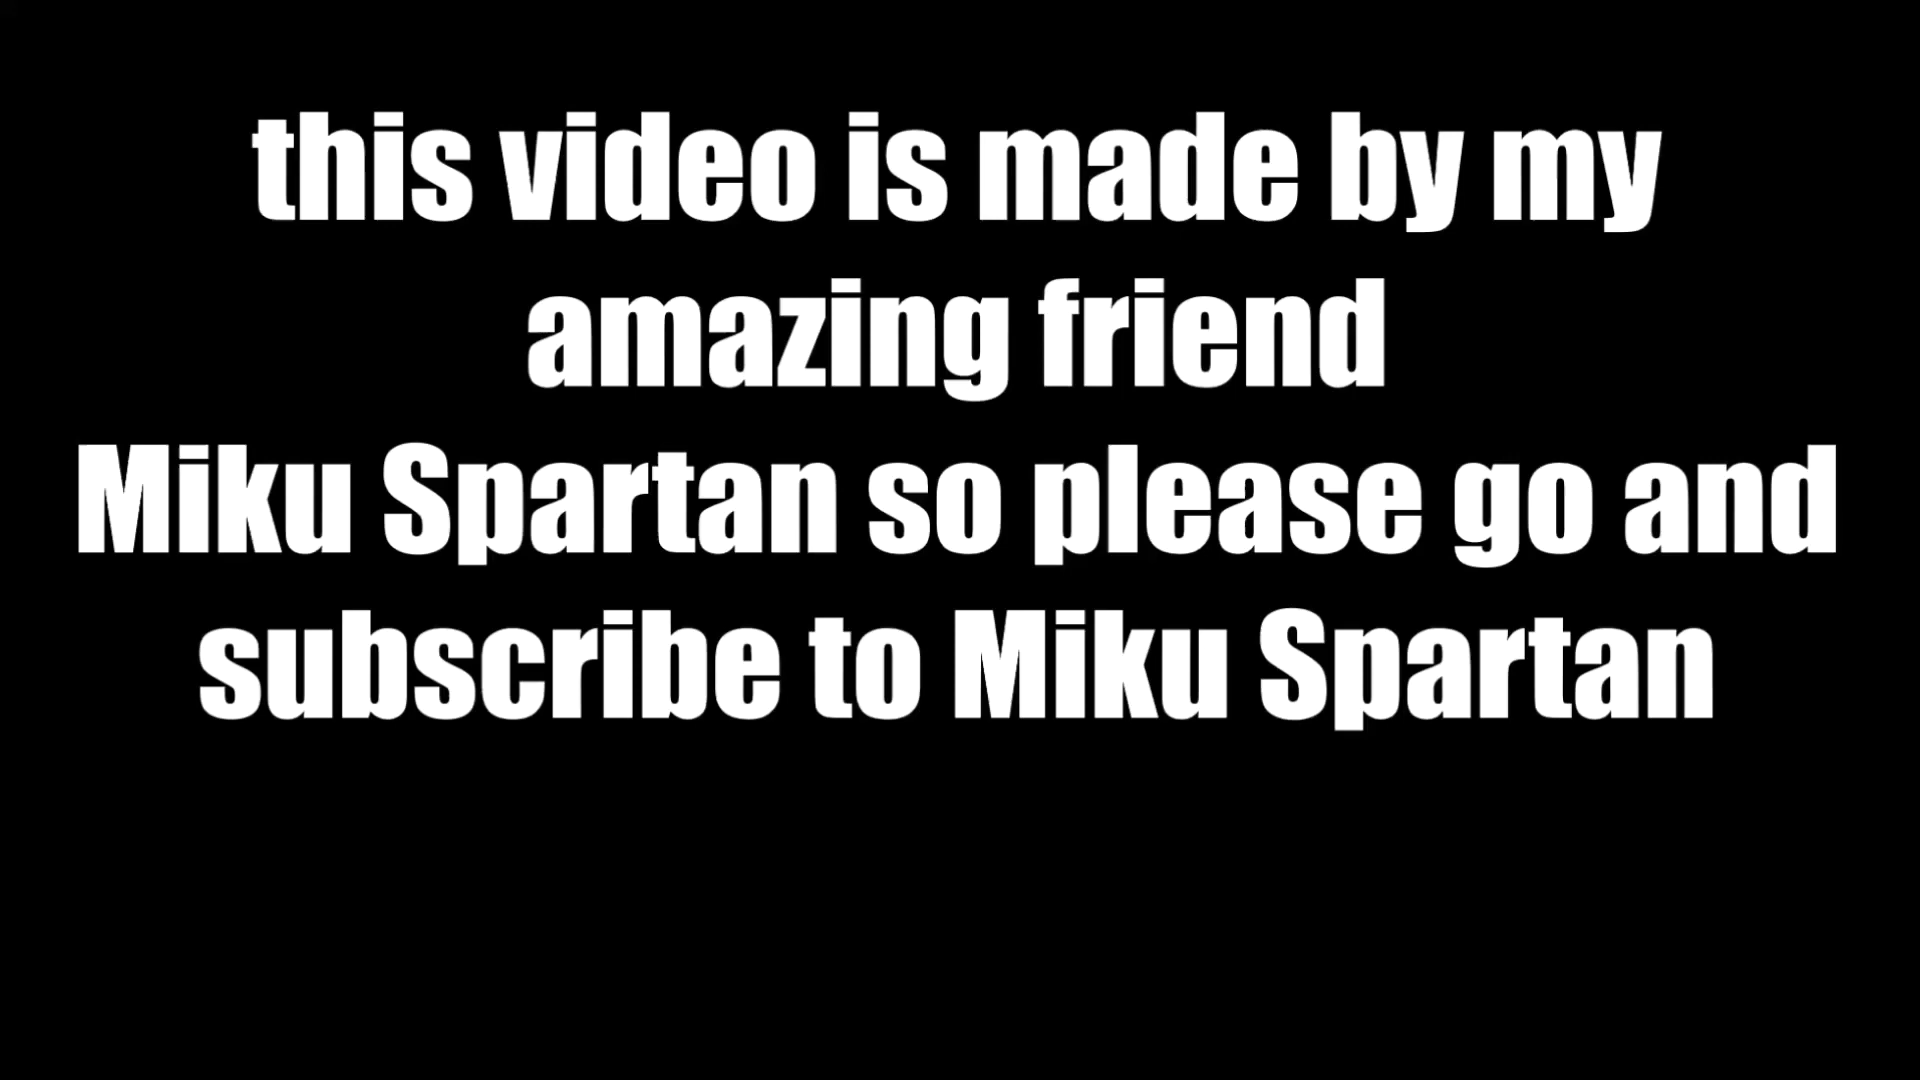 this video is made by my
amazing friend
Miku Spartan so please go and
subscribe to Miku Spartan